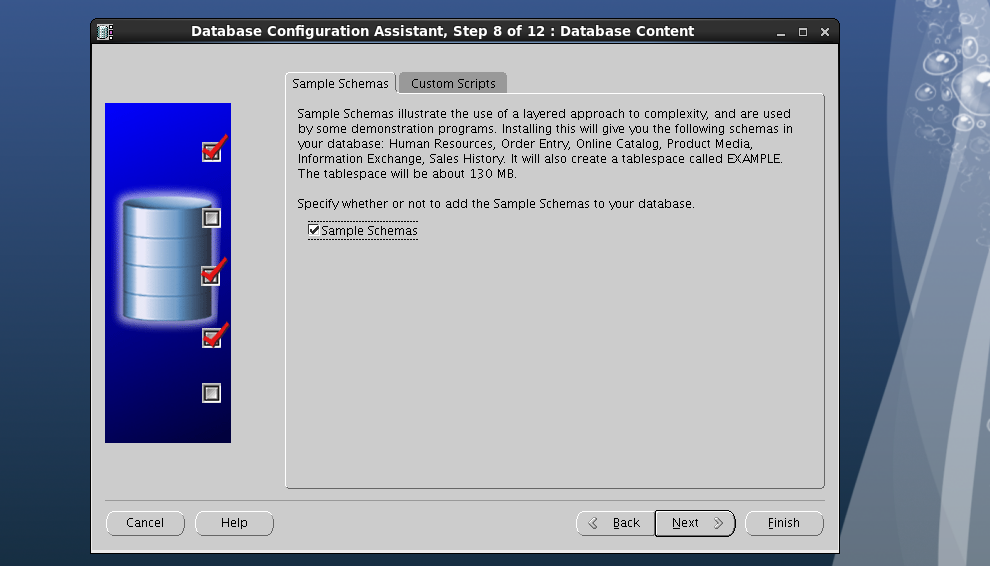 Database Configuration Assistant, Step 8 of 12 : Database Content
Sample Schemas
Custom Scripts
Sample Schemas illustrate the use of a layered approach to complexity, and are used
by some demonstration programs. Installing this will give you the following schemas in
your database: Human Resources, Order Entry, Online Catalog, Product Media,
Information Exchange, Sales History. It will also create a tablespace called EXAMPLE.
The tablespace will be about 130 MB.
Specify whether or not to add the Sample Schemas to your database.
Sample Schemas
Cancel
Help
Back
Next
Finish